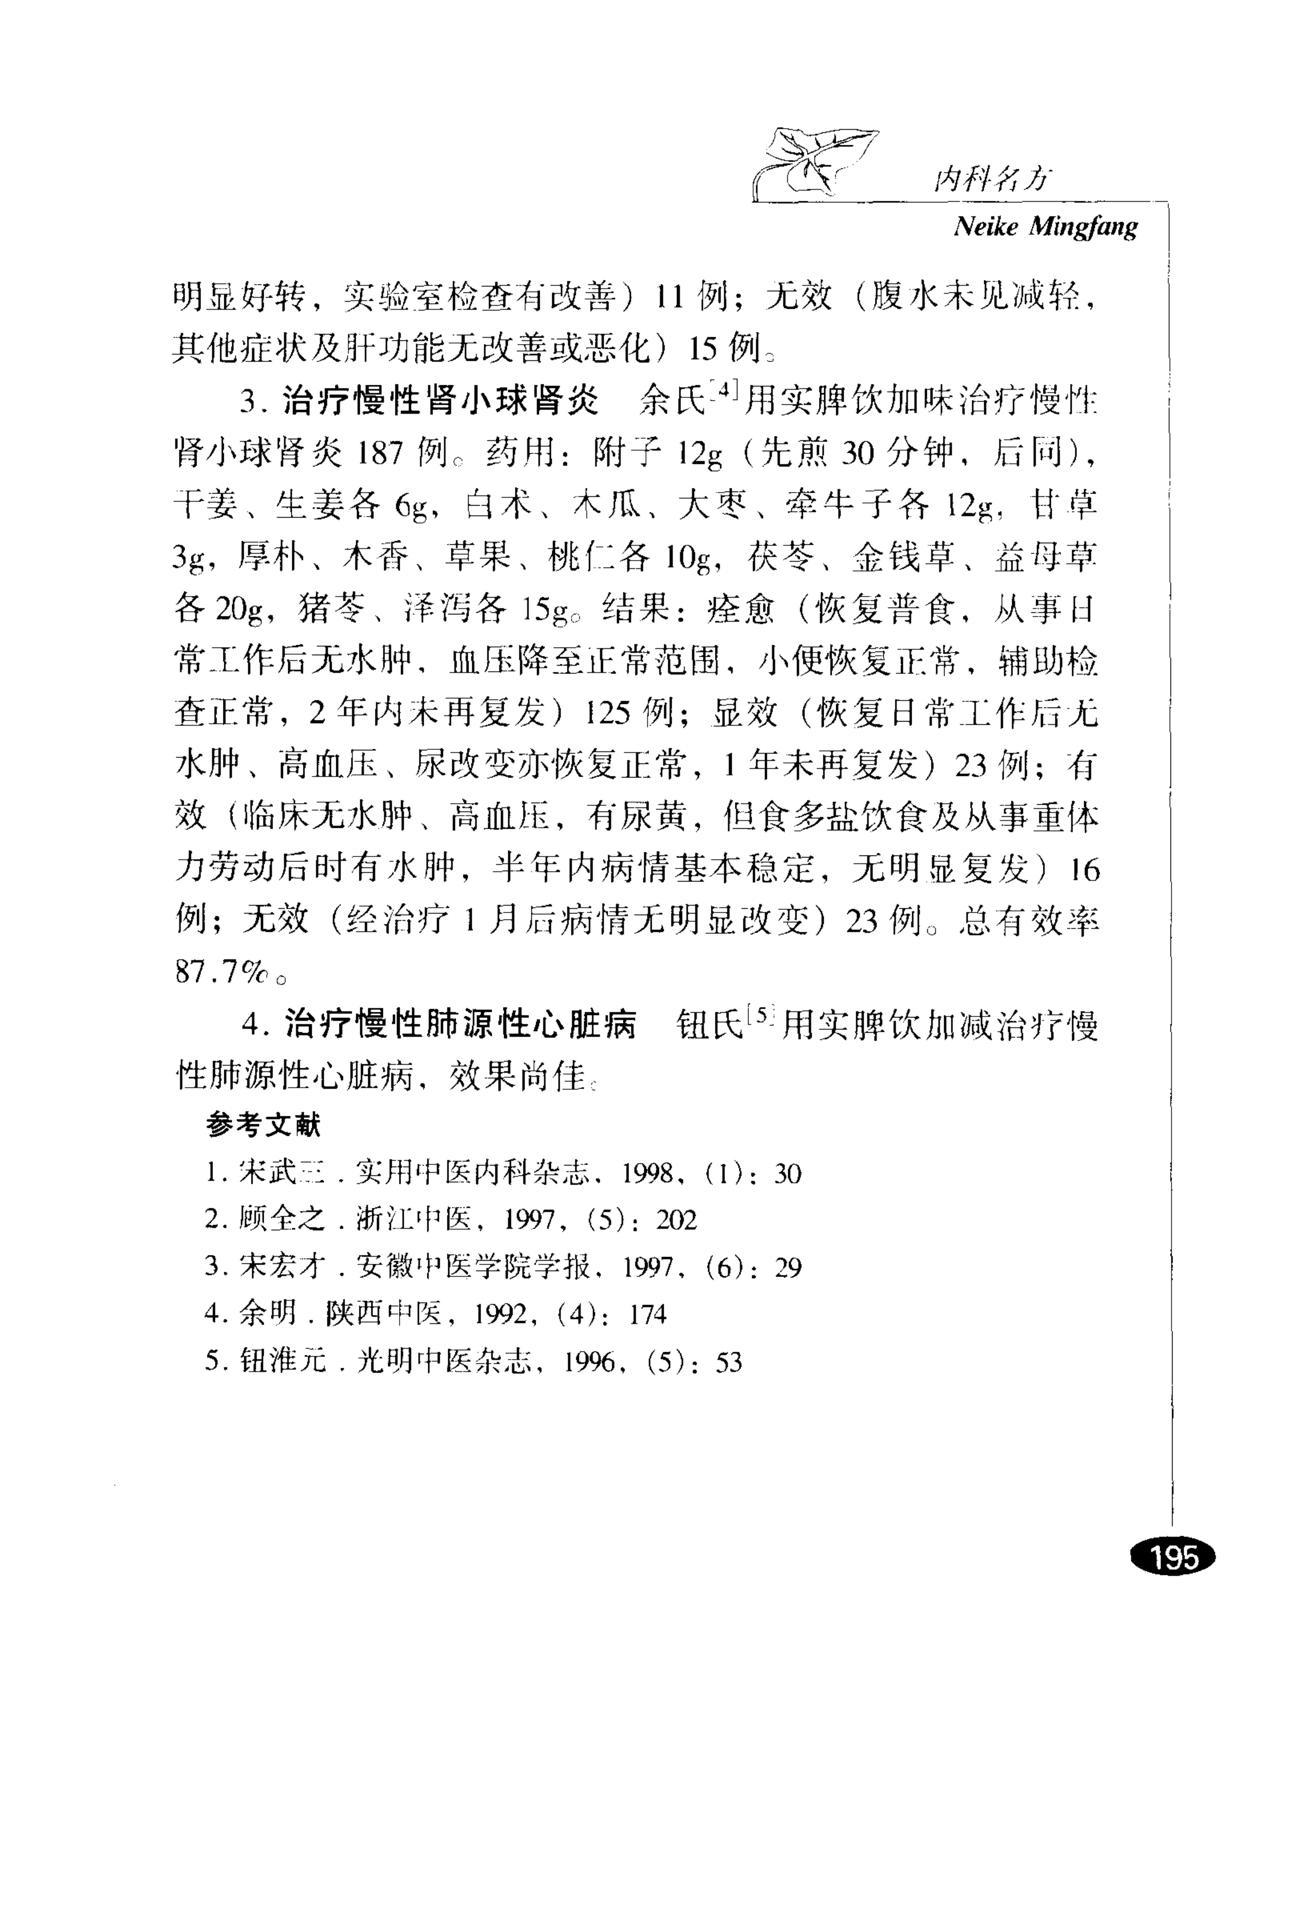 内科名方
Neike Mingfang
明显好转，实验室检查有改善）11 例；无效（腹水未见减轻，
其他症状及肝功能无改善或恶化）15 例。
3. 治疗慢性肾小球肾炎 余氏[4]用实脾饮加味治疗慢性
肾小球肾炎 187 例。药用：附子 12g（先煎 30 分钟，后同），
干姜、生姜各 6g，白术、木瓜、大枣、牵牛子各 12g，甘草
3g，厚朴、木香、草果、桃仁各 10g，茯苓、金钱草、益母草
各 20g，猪苓、泽泻各 15g。结果：痊愈（恢复普食，从事日
常工作后无水肿，血压降至正常范围，小便恢复正常，辅助检
查正常，2 年内未再复发）125 例；显效（恢复日常工作后无
水肿、高血压、尿改变亦恢复正常，1 年未再复发）23 例；有
效（临床无水肿、高血压，有尿黄，但食多盐饮食及从事重体
力劳动后时有水肿，半年内病情基本稳定，无明显复发）16
例；无效（经治疗 1 月后病情无明显改变）23 例。总有效率
87.7%。
4. 治疗慢性肺源性心脏病 钮氏[5]用实脾饮加减治疗慢
性肺源性心脏病，效果尚佳。
参考文献
1. 宋武三．实用中医内科杂志，1998，(1)：30
2. 顾全之．浙江中医，1997，(5)：202
3. 宋宏才．安徽中医学院学报，1997，(6)：29
4. 余明．陕西中医，1992，(4)：174
5. 钮淮元．光明中医杂志，1996，(5)：53
195